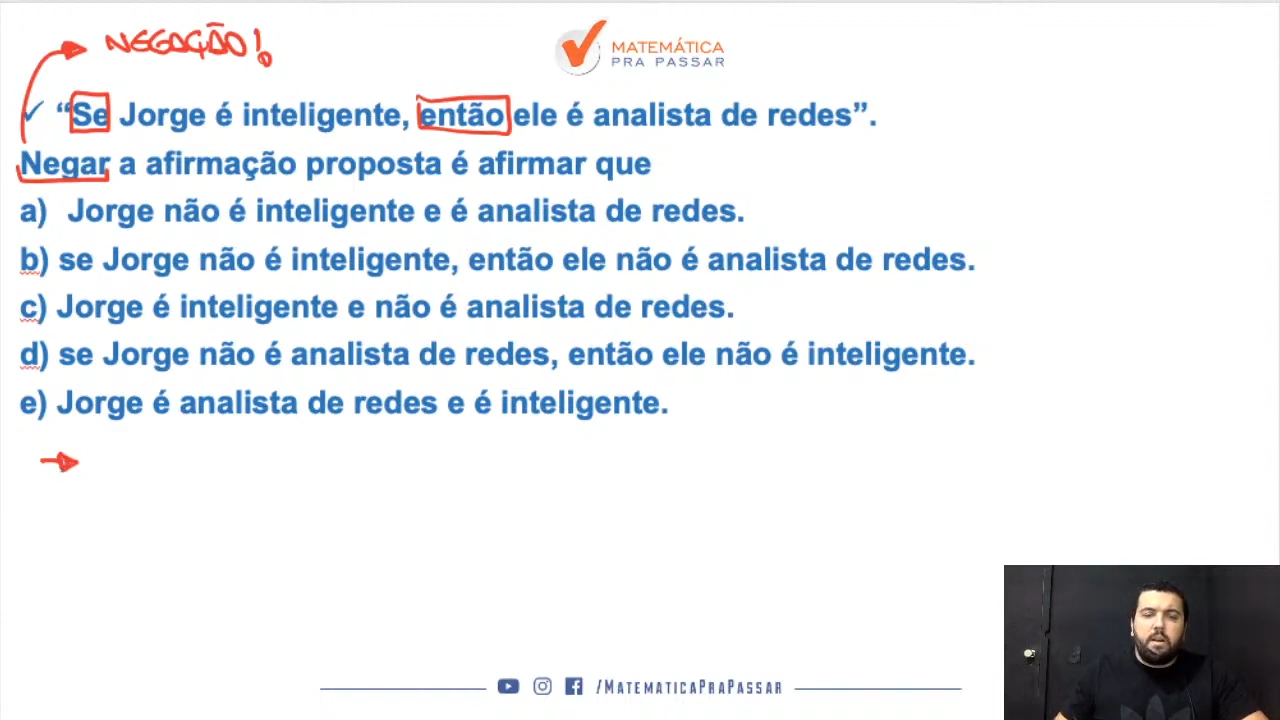 NEGAÇÃO!
MATEMÁTICA
PRA PASSAR
✓ “Se Jorge é inteligente, então ele é analista de redes”.
Negar a afirmação proposta é afirmar que
a) Jorge não é inteligente e é analista de redes.
b) se Jorge não é inteligente, então ele não é analista de redes.
c) Jorge é inteligente e não é analista de redes.
d) se Jorge não é analista de redes, então ele não é inteligente.
e) Jorge é analista de redes e é inteligente.
/MATEMATICAPRAPASSAR